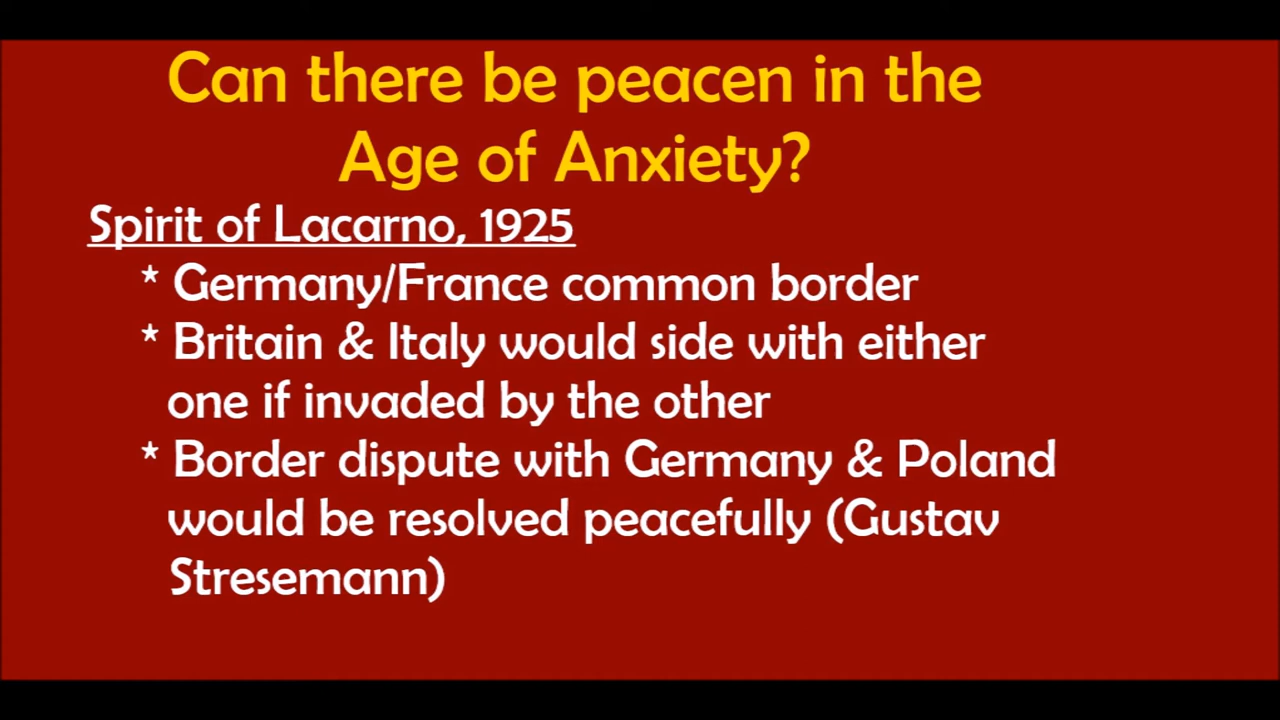 Can there be peacen in the
Age of Anxiety?
Spirit of Lacarno, 1925
* Germany/France common border
* Britain & Italy would side with either
one if invaded by the other
* Border dispute with Germany & Poland
would be resolved peacefully (Gustav
Stresemann)